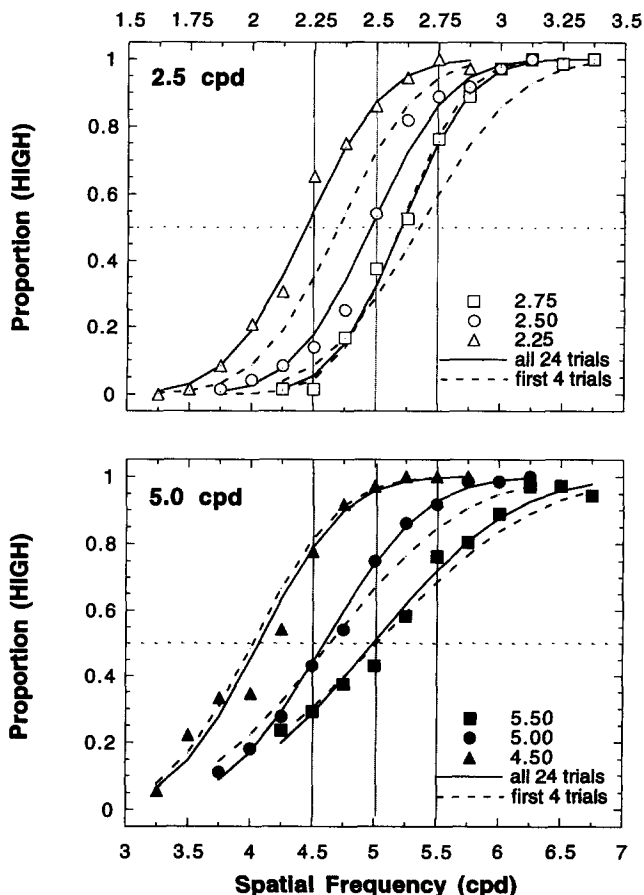 1.5 1.75 2 2.25 2.5 2.75 3 3.25 3.5
2.5 cpd
1
0.8
0.6
0.4
0.2
0
Proportion (HIGH)
2.75
2.50
2.25
all 24 trials
first 4 trials
5.0 cpd
1
0.8
0.6
0.4
0.2
0
Proportion (HIGH)
5.50
5.00
4.50
all 24 trials
first 4 trials
3 3.5 4 4.5 5 5.5 6 6.5 7
Spatial Frequency (cpd)